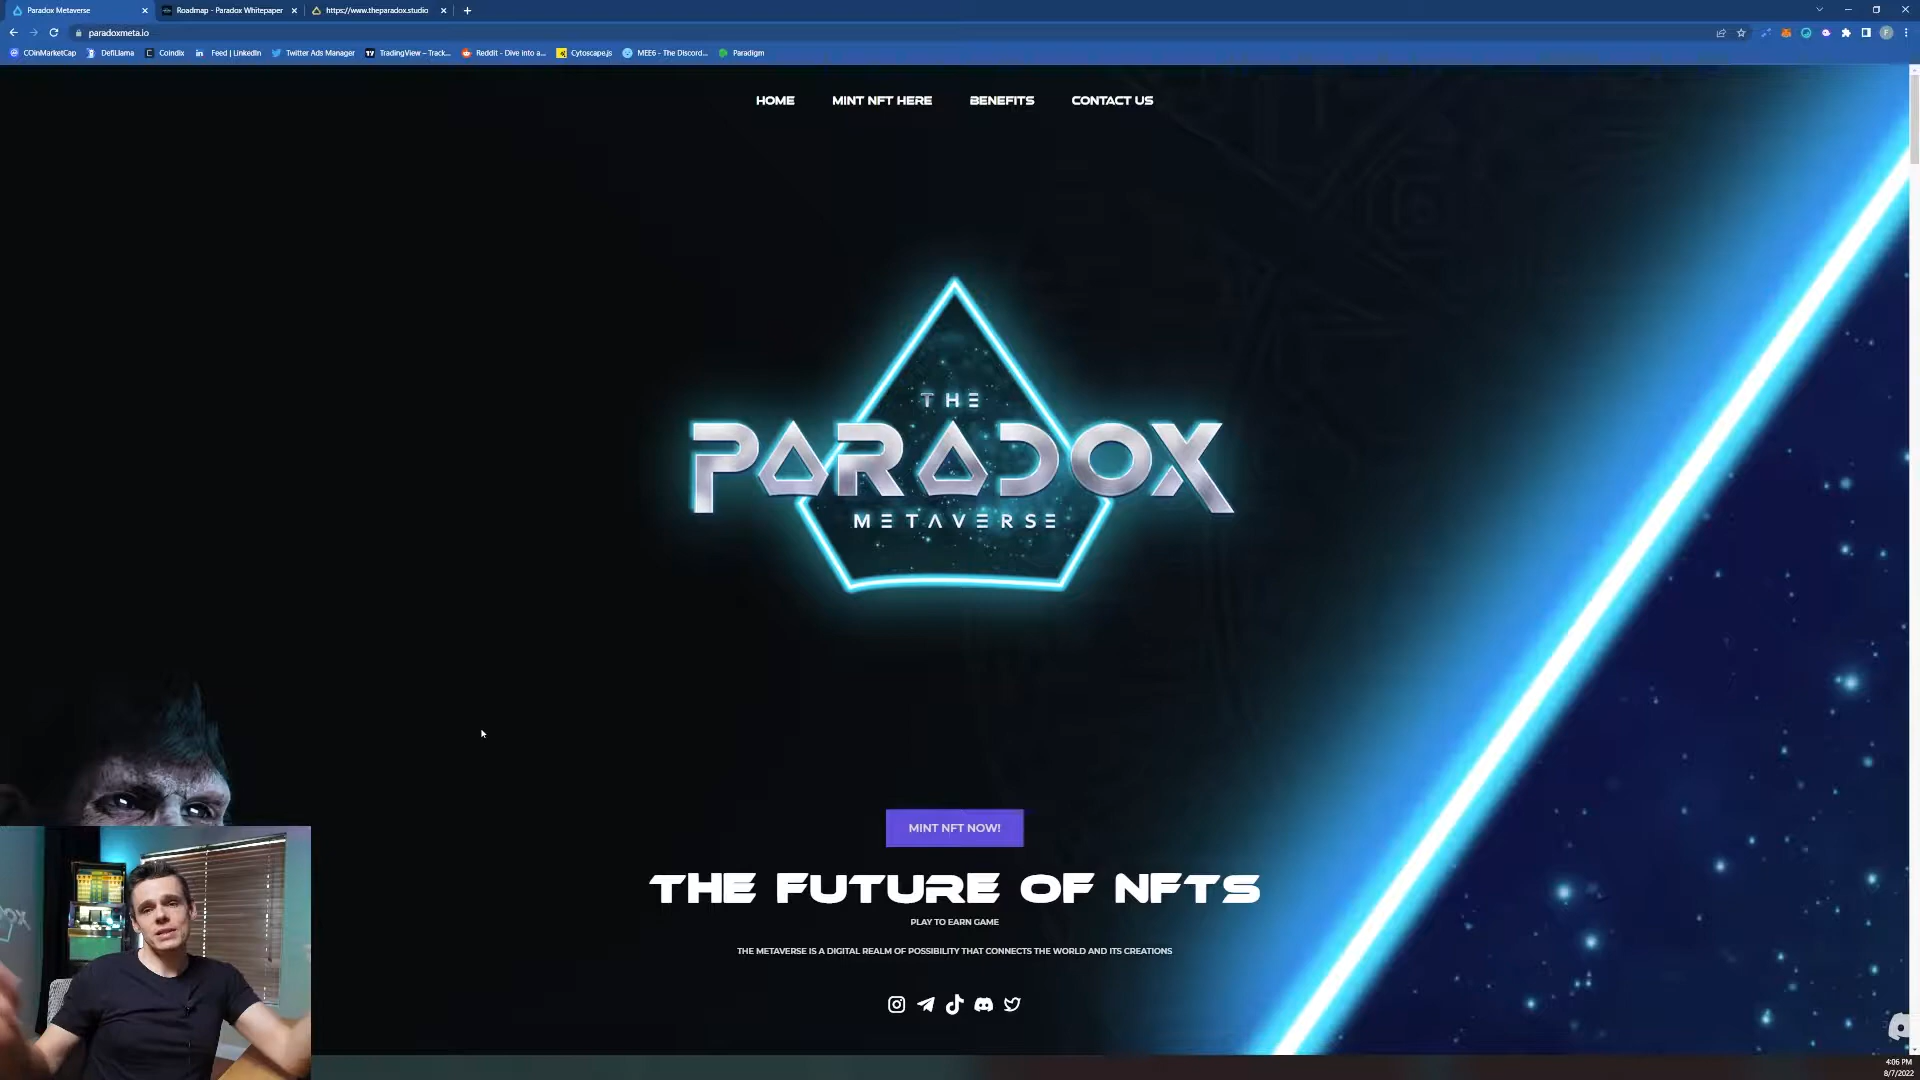 Paradox Metaverse
Roadmap - Paradox Whitepaper
https://www.theparadox.studio
paradoxmeta.io
COinMarketCap
DefiLlama
Coindix
Feed | LinkedIn
Twitter Ads Manager
TradingView – Track...
Reddit - Dive into a...
Cytoscape.js
MEE6 - The Discord...
Paradigm
HOME
MINT NFT HERE
BENEFITS
CONTACT US
THE
PARADOX
METAVERSE
MINT NFT NOW!
THE FUTURE OF NFTS
PLAY TO EARN GAME
THE METAVERSE IS A DIGITAL REALM OF POSSIBILITY THAT CONNECTS THE WORLD AND ITS CREATIONS
4:06 PM
8/7/2022